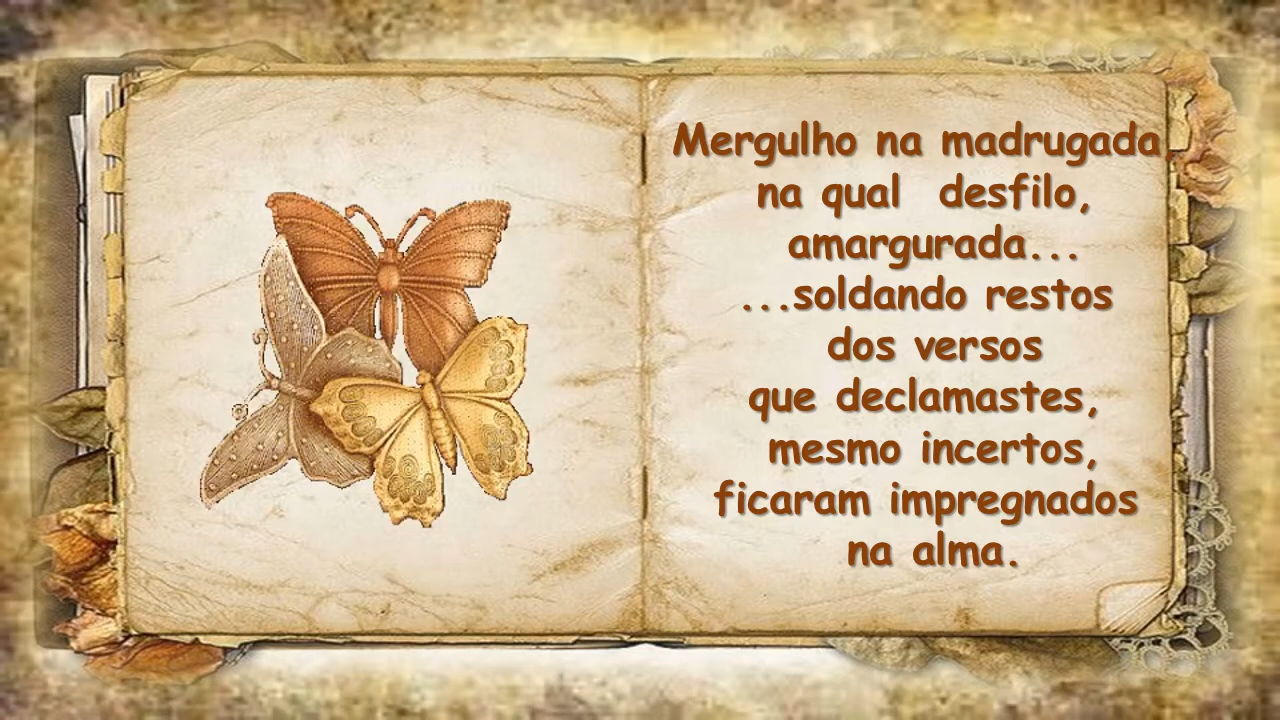 Mergulho na madrugada,
na qual  desfilo,
amargurada...
...soldando restos
dos versos
que declamastes,
mesmo incertos,
ficaram impregnados
na alma.